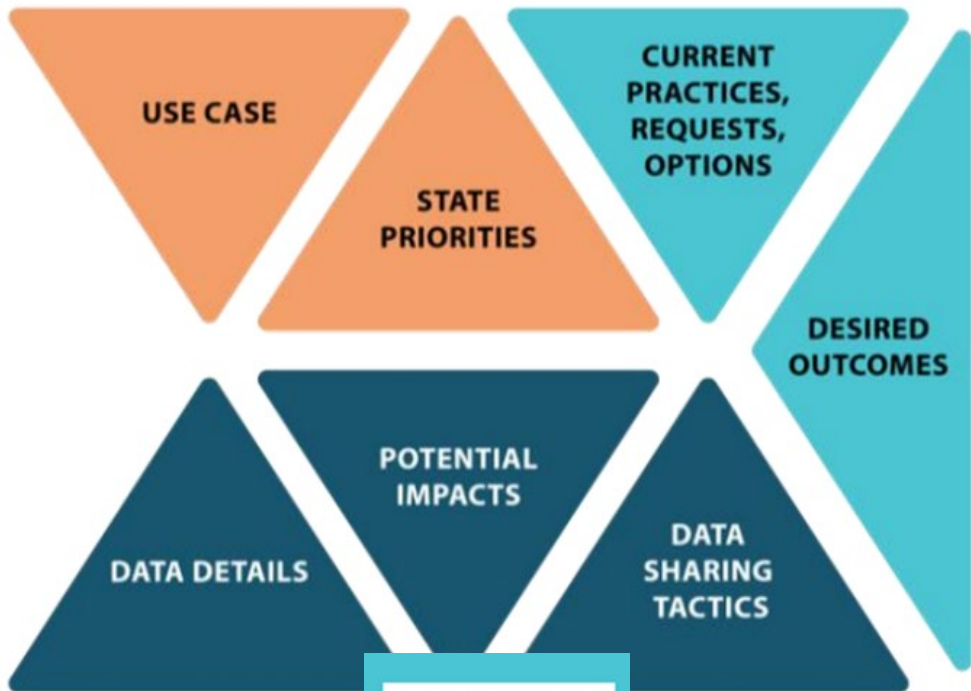 USE CASE
STATE
PRIORITIES
CURRENT
PRACTICES,
REQUESTS,
OPTIONS
DESIRED
OUTCOMES
DATA DETAILS
POTENTIAL
IMPACTS
DATA
SHARING
TACTICS